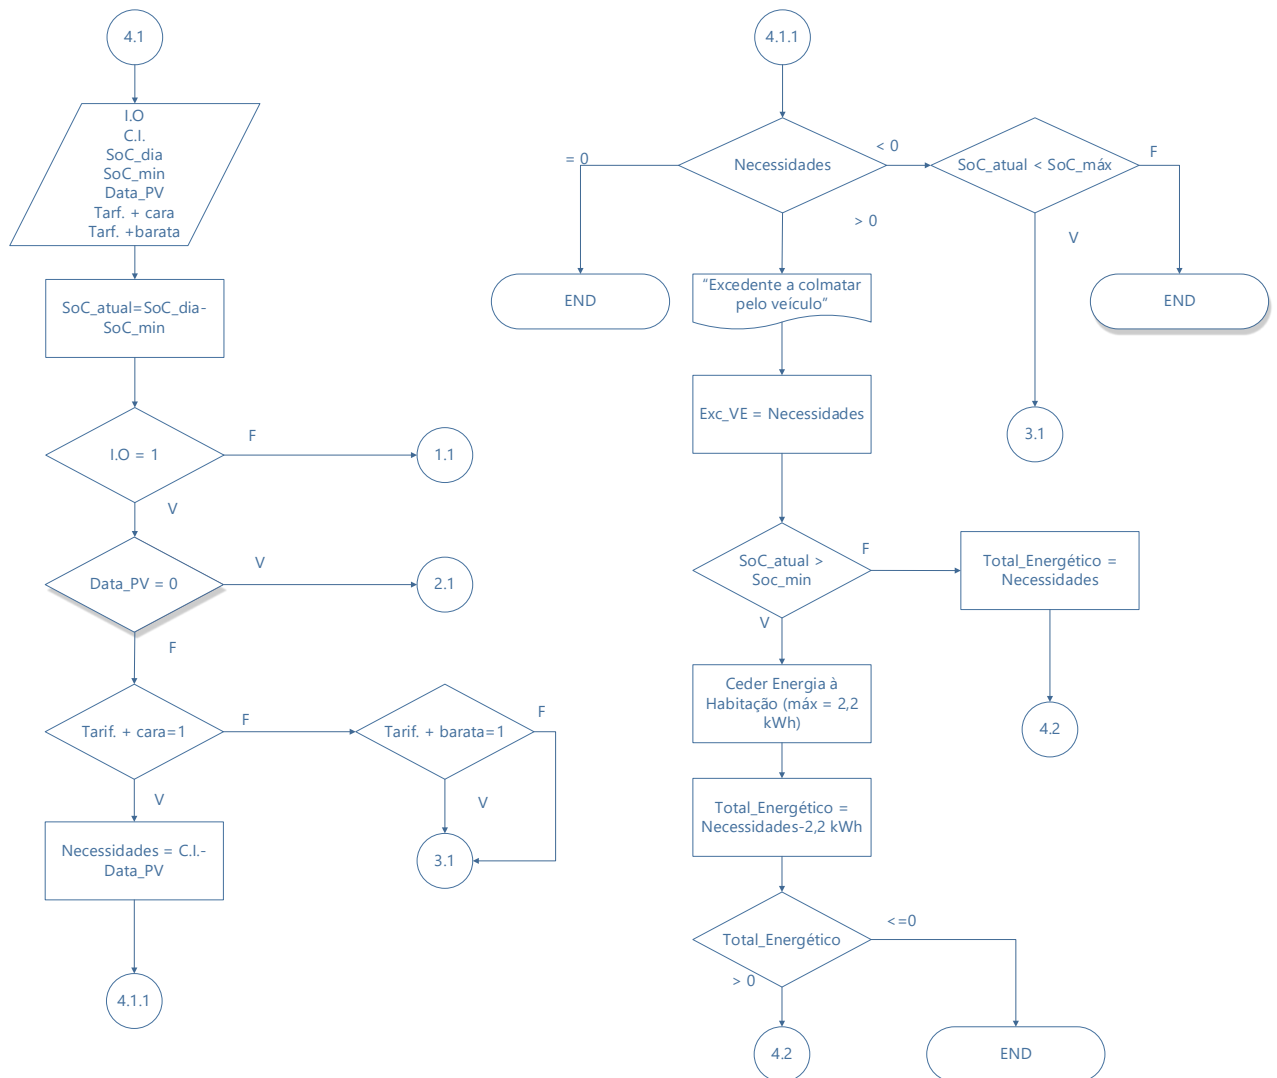 4.1
I.O
C.I.
SoC_dia
SoC_min
Data_PV
Tarf. + cara
Tarf. +barata
SoC_atual=SoC_dia-
SoC_min
I.O = 1
F
1.1
V
Data_PV = 0
V
2.1
F
Tarif. + cara=1
F
Tarif. + barata=1
F
V
V
3.1
Necessidades = C.I.-
Data_PV
4.1.1
4.1.1
Necessidades
= 0
< 0
> 0
SoC_atual < SoC_máx
F
V
END
END
3.1
“Excedente a colmatar
pelo veículo”
Exc_VE = Necessidades
SoC_atual >
Soc_min
F
V
Total_Energético =
Necessidades
4.2
Ceder Energia à
Habitação (máx = 2,2
kWh)
Total_Energético =
Necessidades-2,2 kWh
Total_Energético
<=0
> 0
4.2
END